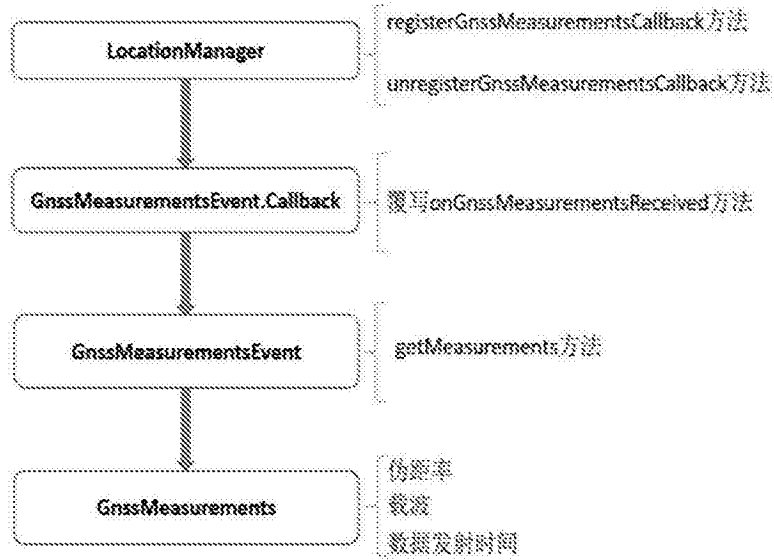 registerGnssMeasurementsCallback方法
LocationManager
unregisterGnssMeasurementsCallback方法
GnssMeasurementsEvent.Callback
覆写onGnssMeasurementsReceived方法
GnssMeasurementsEvent
getMeasurements方法
GnssMeasurements
伪距率
载波
数据发射时间